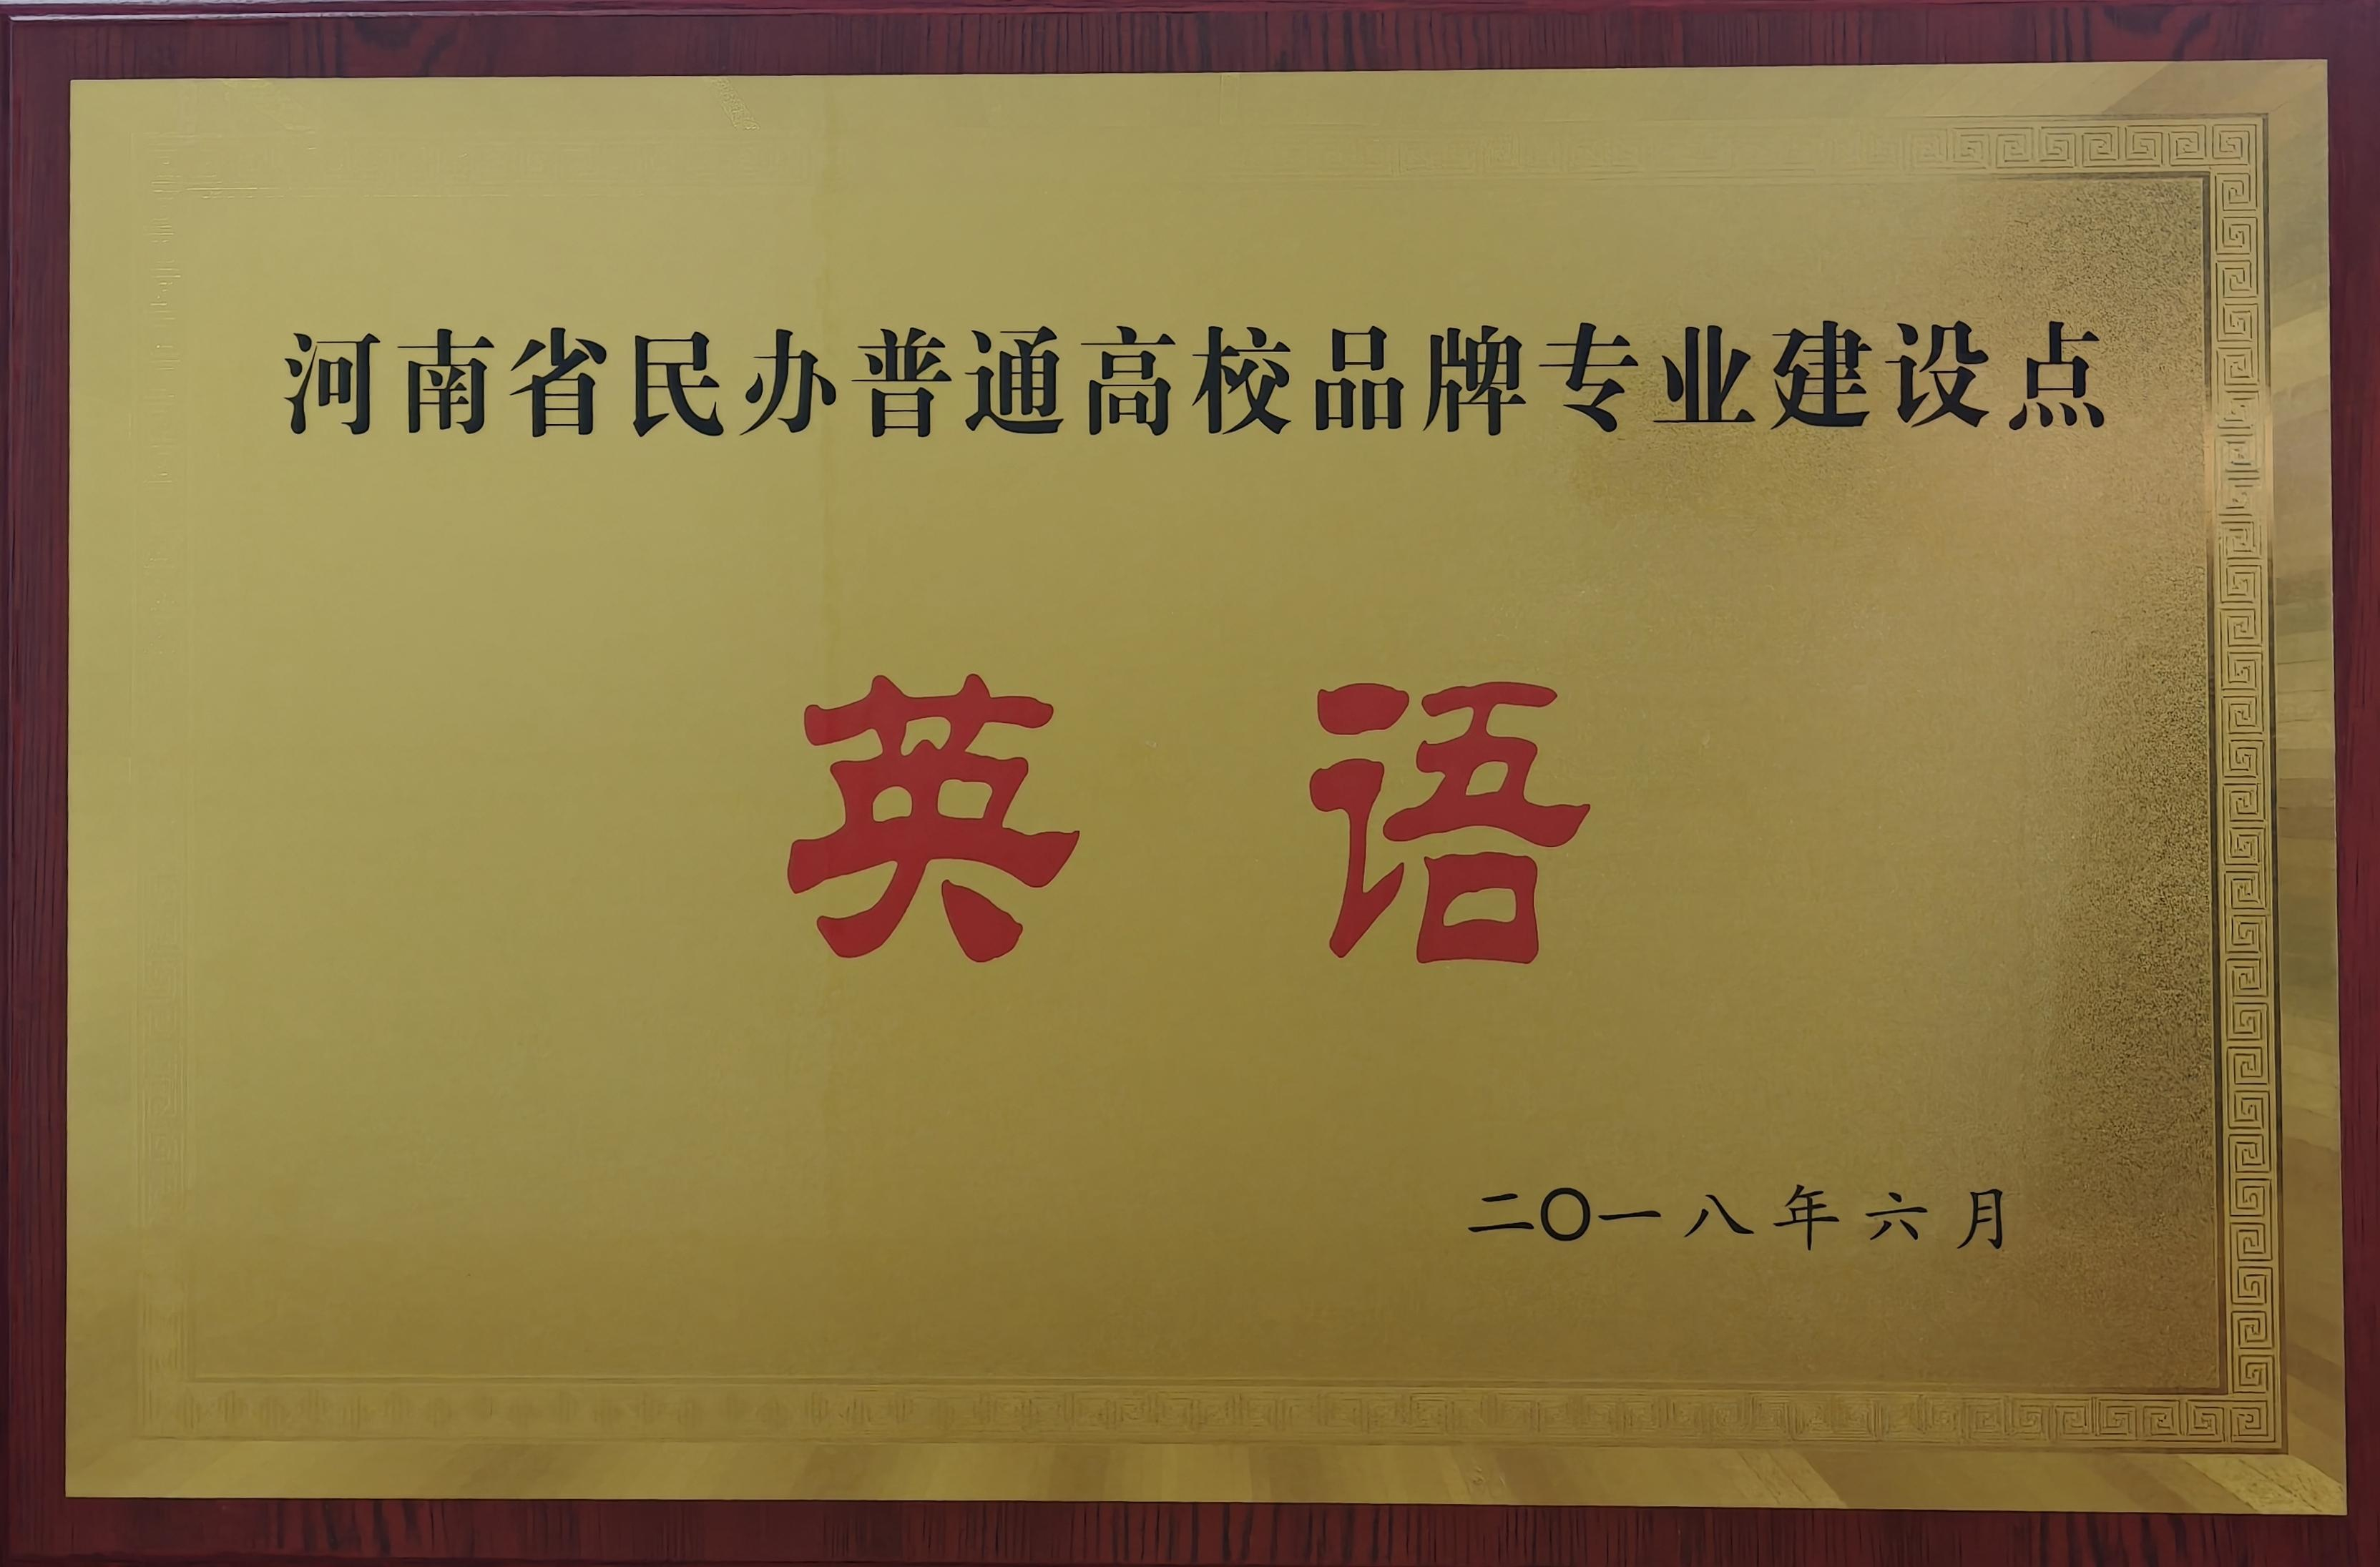 河南省民办普通高校品牌专业建设点
英语
二〇一八年六月